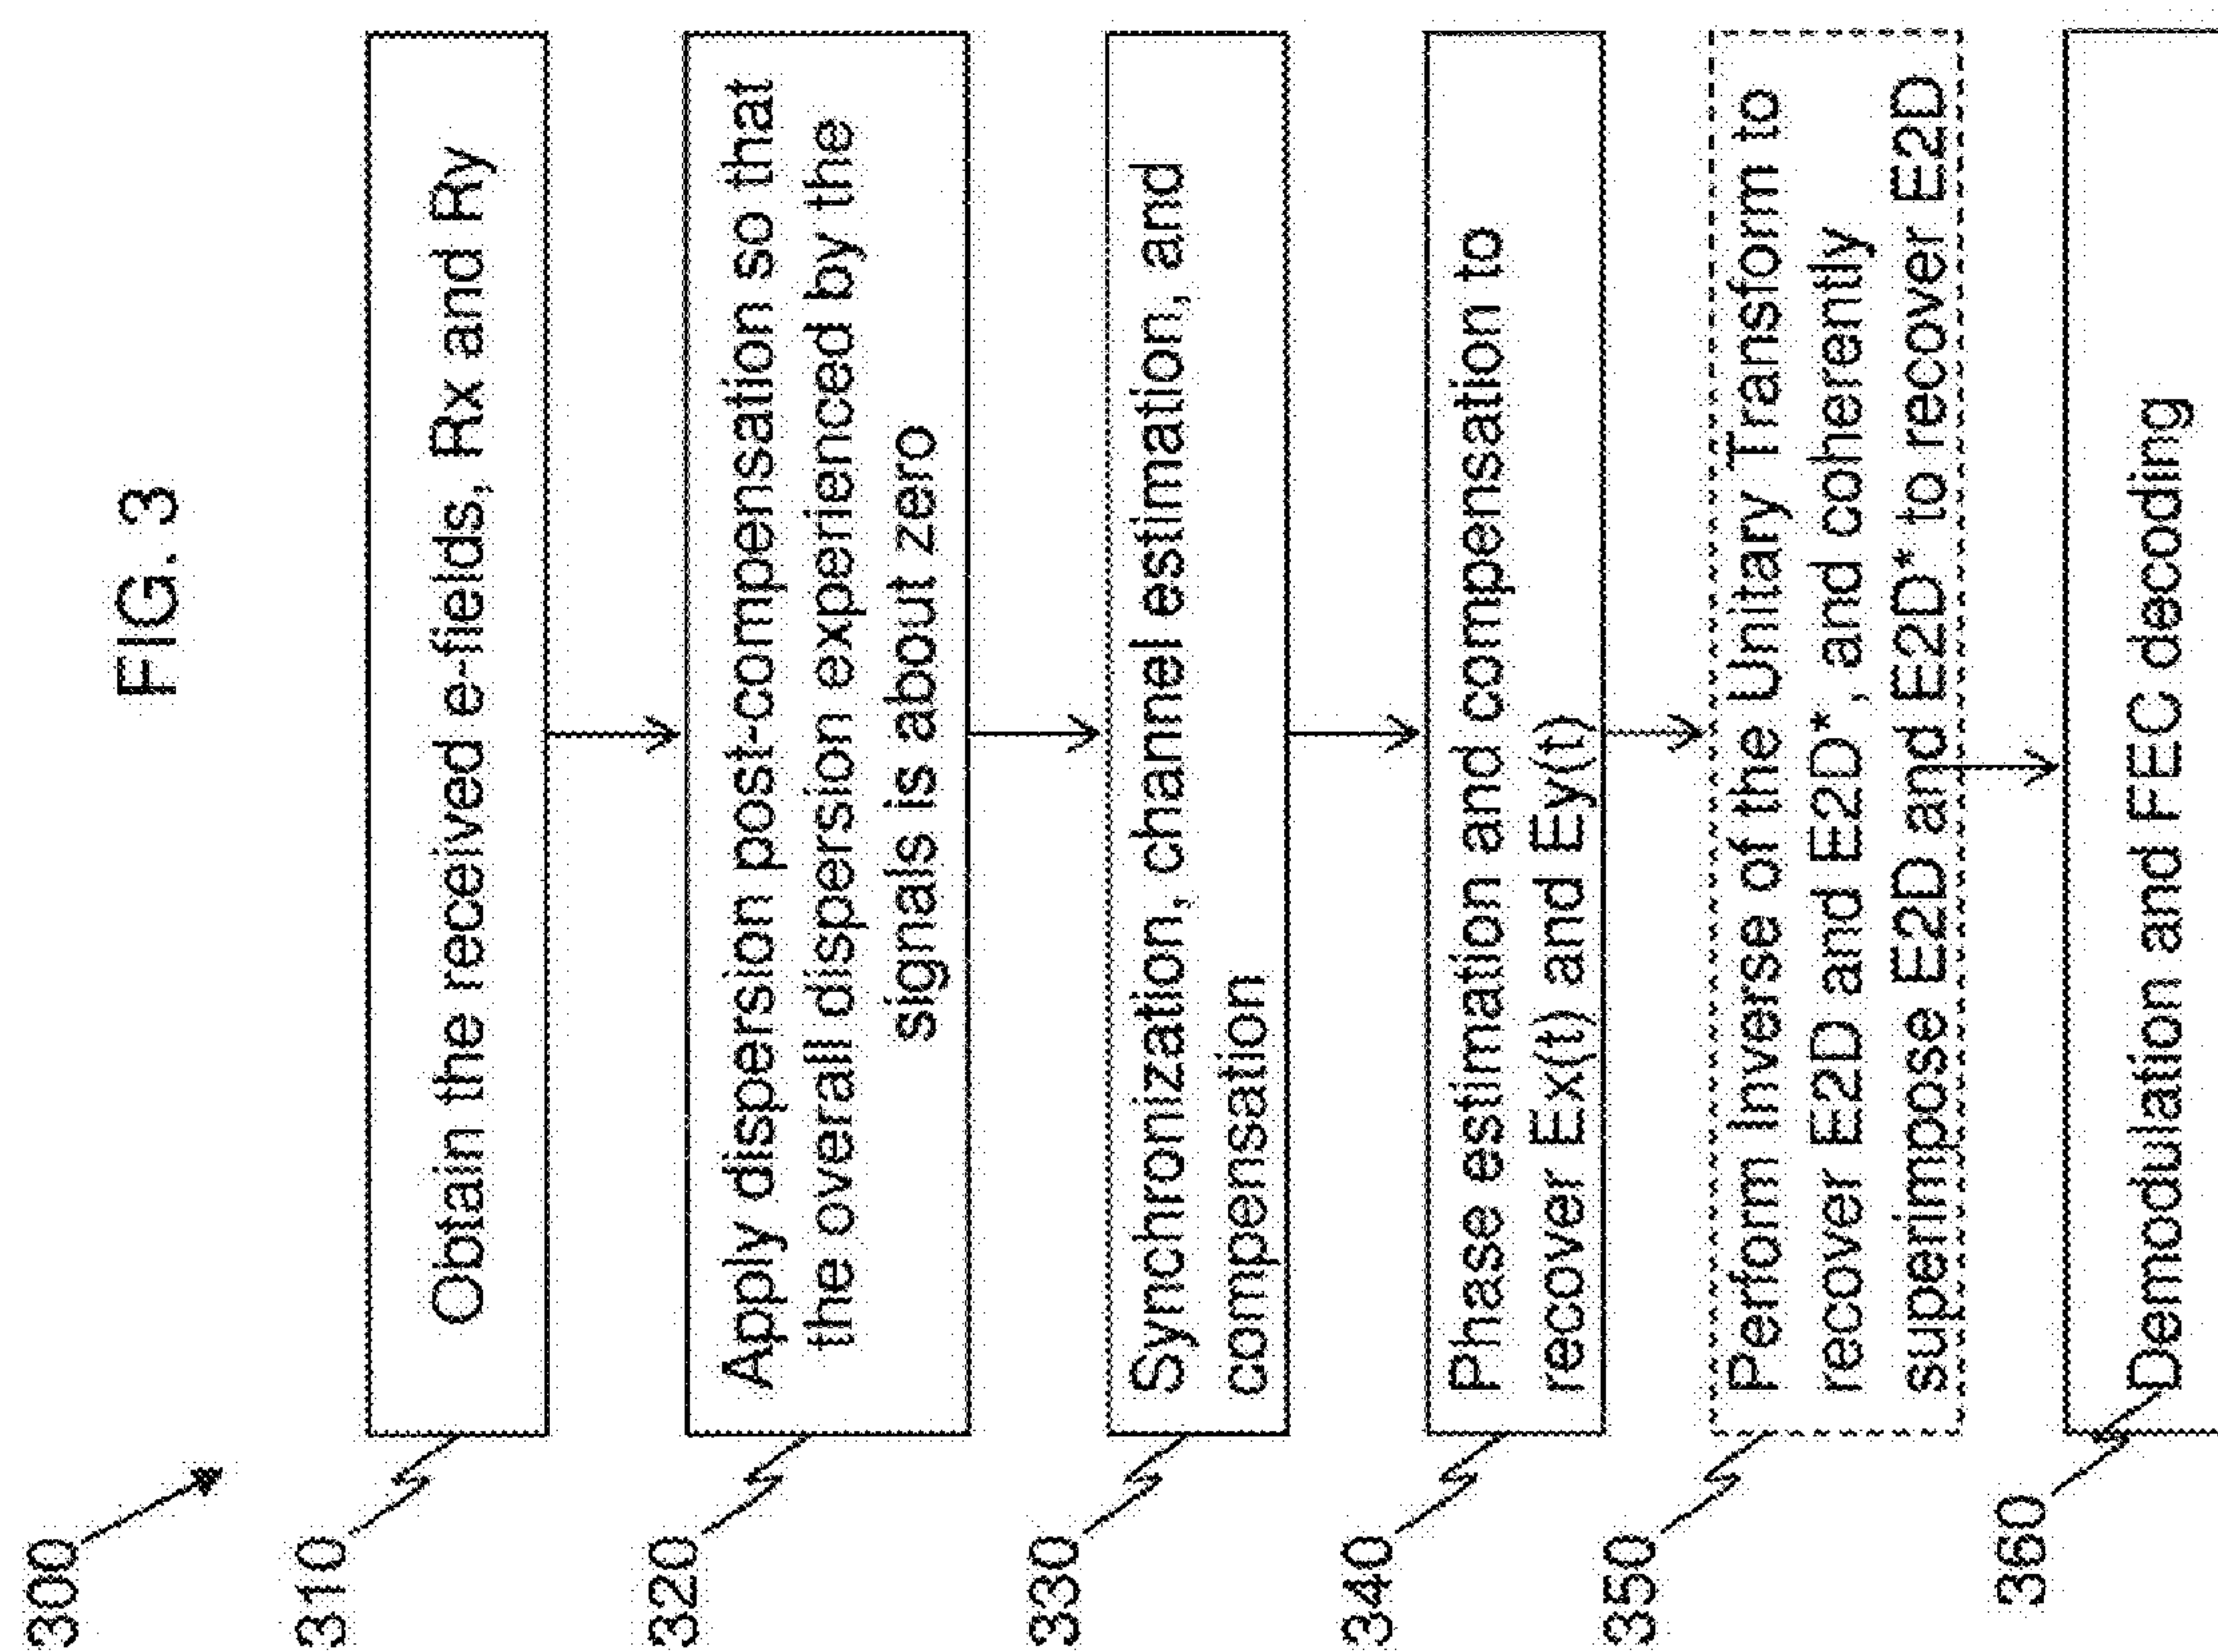 FIG. 3
300
310
Obtain the received e-fields, Rx and Ry
320
Apply dispersion post-compensation so that
the overall dispersion experienced by the
signals is about zero
330
Synchronization, channel estimation, and
compensation
340
Phase estimation and compensation to
recover Ex(t) and Ey(t)
350
Perform Inverse of the Unitary Transform to
recover E2D and E2D*, and coherently
superimpose E2D and E2D* to recover E2D
360
Demodulation and FEC decoding